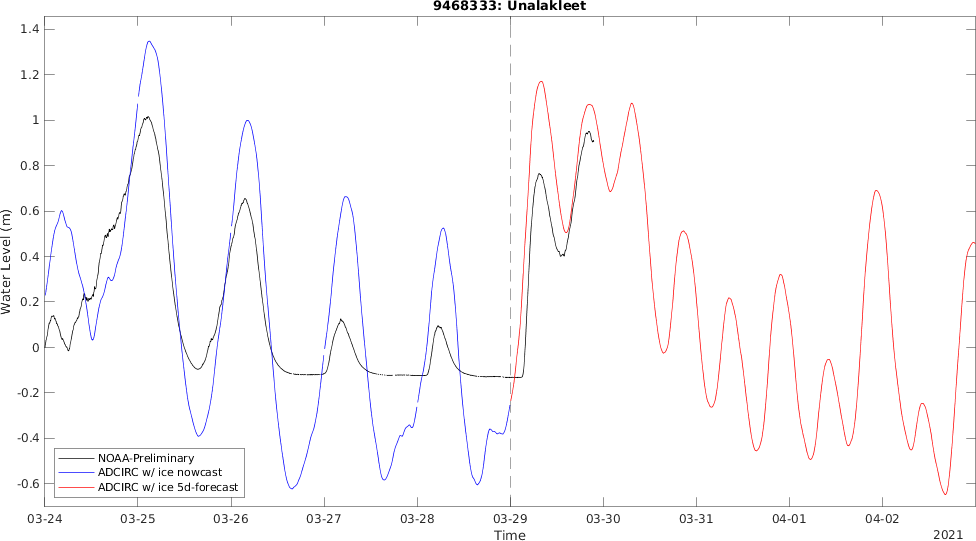 9468333: Unalakleet
Water Level (m)
1.4
1.2
1
0.8
0.6
0.4
0.2
0
-0.2
-0.4
-0.6
NOAA-Preliminary
ADCIRC w/ ice nowcast
ADCIRC w/ ice 5d-forecast
03-24 03-25 03-26 03-27 03-28 03-29 03-30 03-31 04-01 04-02
Time
2021